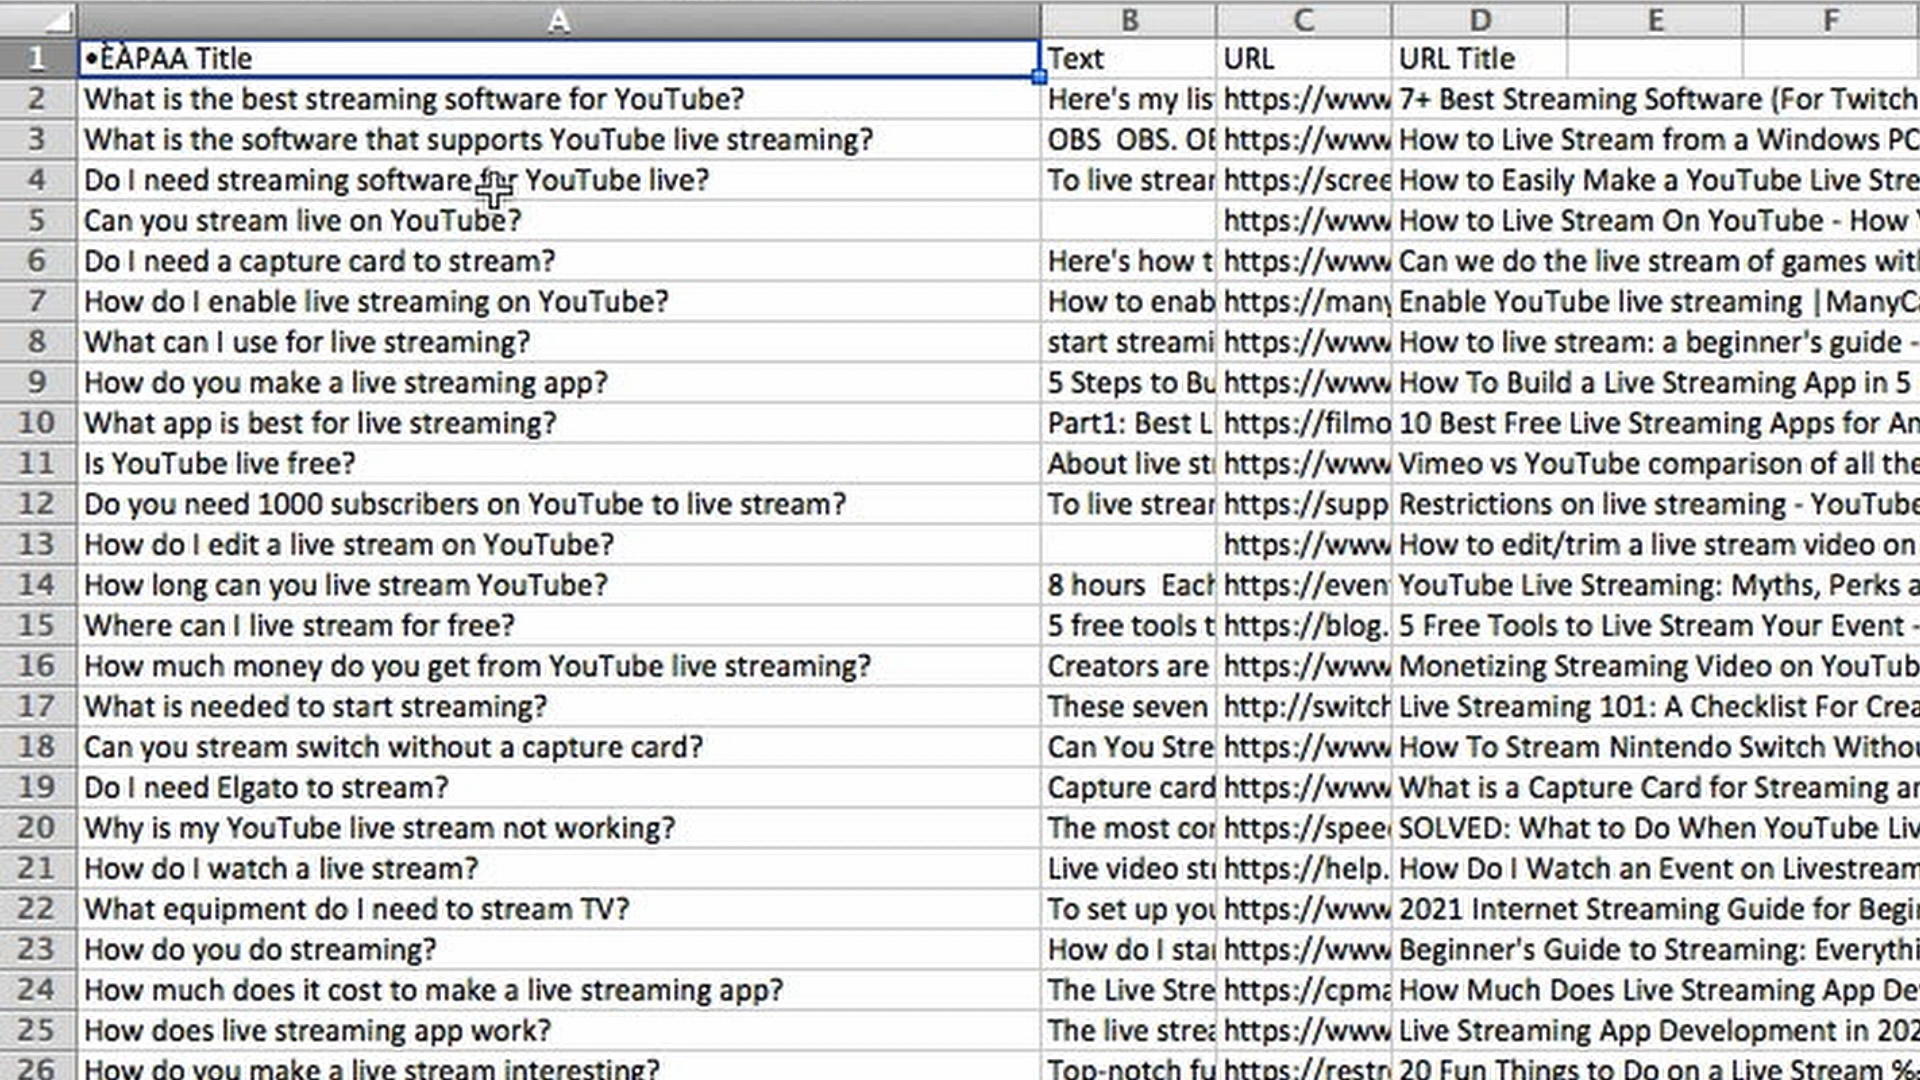 A B C D E F
1 •ÈÀPAA Title Text URL URL Title
2 What is the best streaming software for YouTube? Here's my lis https://www 7+ Best Streaming Software (For Twitch
3 What is the software that supports YouTube live streaming? OBS OBS. OB https://www How to Live Stream from a Windows PC
4 Do I need streaming software for YouTube live? To live strear https://scree How to Easily Make a YouTube Live Stre
5 Can you stream live on YouTube? https://www How to Live Stream On YouTube - How Y
6 Do I need a capture card to stream? Here's how t https://www Can we do the live stream of games with
7 How do I enable live streaming on YouTube? How to enab https://many Enable YouTube live streaming |ManyCa
8 What can I use for live streaming? start streami https://www How to live stream: a beginner's guide -
9 How do you make a live streaming app? 5 Steps to Bu https://www How To Build a Live Streaming App in 5
10 What app is best for live streaming? Part1: Best L https://filmo 10 Best Free Live Streaming Apps for An
11 Is YouTube live free? About live str https://www Vimeo vs YouTube comparison of all the
12 Do you need 1000 subscribers on YouTube to live stream? To live strear https://supp Restrictions on live streaming - YouTube
13 How do I edit a live stream on YouTube? https://www How to edit/trim a live stream video on
14 How long can you live stream YouTube? 8 hours Each https://even YouTube Live Streaming: Myths, Perks a
15 Where can I live stream for free? 5 free tools t https://blog. 5 Free Tools to Live Stream Your Event -
16 How much money do you get from YouTube live streaming? Creators are https://www Monetizing Streaming Video on YouTub
17 What is needed to start streaming? These seven http://switch Live Streaming 101: A Checklist For Crea
18 Can you stream switch without a capture card? Can You Stre https://www How To Stream Nintendo Switch Withou
19 Do I need Elgato to stream? Capture card https://www What is a Capture Card for Streaming an
20 Why is my YouTube live stream not working? The most cor https://spee SOLVED: What to Do When YouTube Liv
21 How do I watch a live stream? Live video str https://help. How Do I Watch an Event on Livestream
22 What equipment do I need to stream TV? To set up you https://www 2021 Internet Streaming Guide for Begin
23 How do you do streaming? How do I star https://www Beginner's Guide to Streaming: Everythi
24 How much does it cost to make a live streaming app? The Live Stre https://cpma How Much Does Live Streaming App De
25 How does live streaming app work? The live strea https://www Live Streaming App Development in 202
26 How do you make a live stream interesting? Top-notch fu https://restr 20 Fun Things to Do on a Live Stream